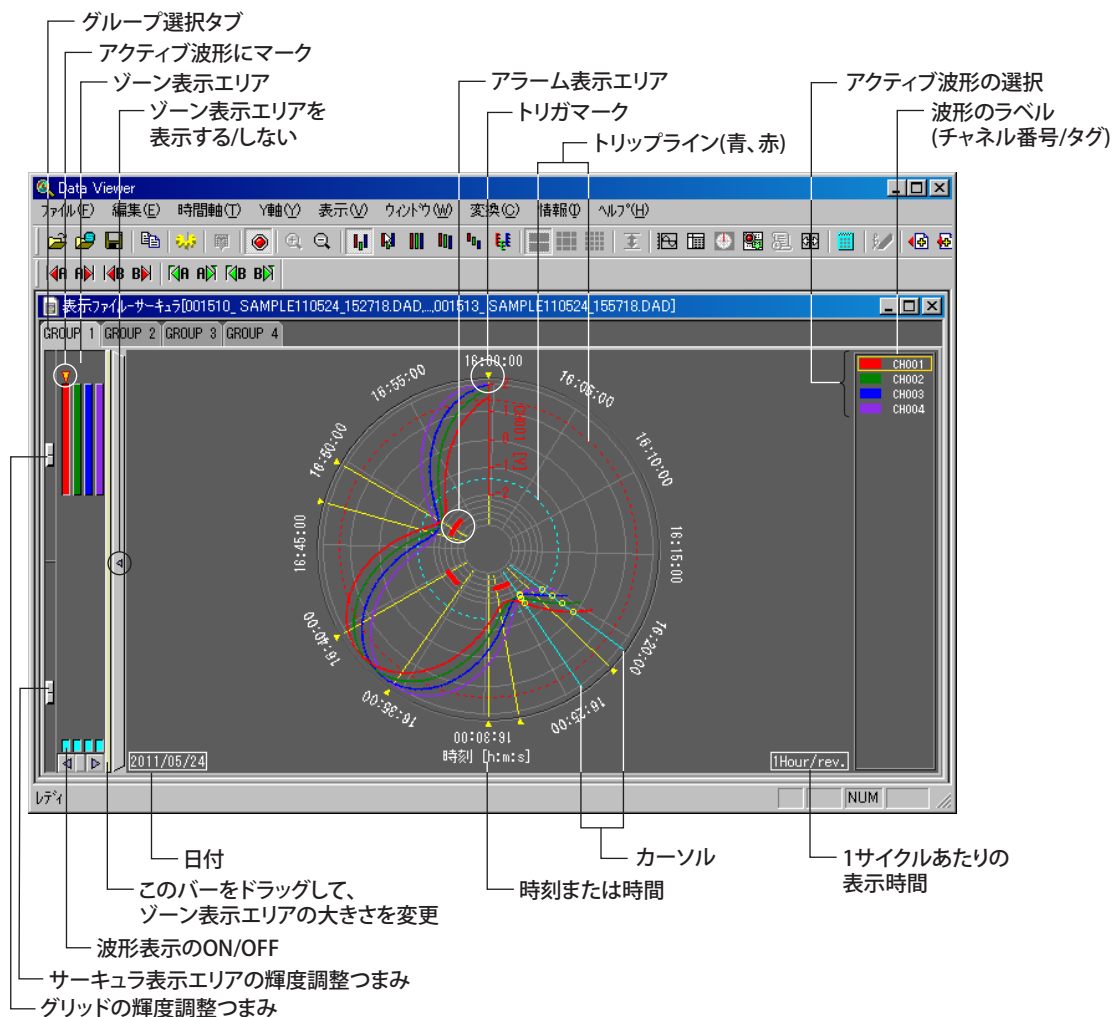 グループ選択タブ
アクティブ波形にマーク
ゾーン表示エリア
ゾーン表示エリアを
表示する/しない
アラーム表示エリア
トリガマーク
トリップライン(青、赤)
アクティブ波形の選択
波形のラベル
(チャネル番号/タグ)
Data Viewer
ファイル(F) 編集(E) 時間軸(T) Y軸(Y) 表示(V) ウィンドウ(W) 変換(C) 情報(I) ヘルプ(H)
A A B B A A B B
表示ファイル-サーキュラ[001510_ SAMPLE110524_152718.DAD,...,001513_ SAMPLE110524_155718.DAD]
GROUP 1 GROUP 2 GROUP 3 GROUP 4
16:00:00
16:05:00
16:10:00
16:15:00
16:20:00
16:25:00
16:30:00
16:35:00
16:40:00
16:45:00
16:50:00
16:55:00
2
1
0
-1
-2
CH001 [V]
CH001
CH002
CH003
CH004
時刻 [h:m:s]
2011/05/24
1Hour/rev.
レディ
NUM
日付
このバーをドラッグして、
ゾーン表示エリアの大きさを変更
波形表示のON/OFF
サーキュラ表示エリアの輝度調整つまみ
グリッドの輝度調整つまみ
時刻または時間
カーソル
1サイクルあたりの
表示時間